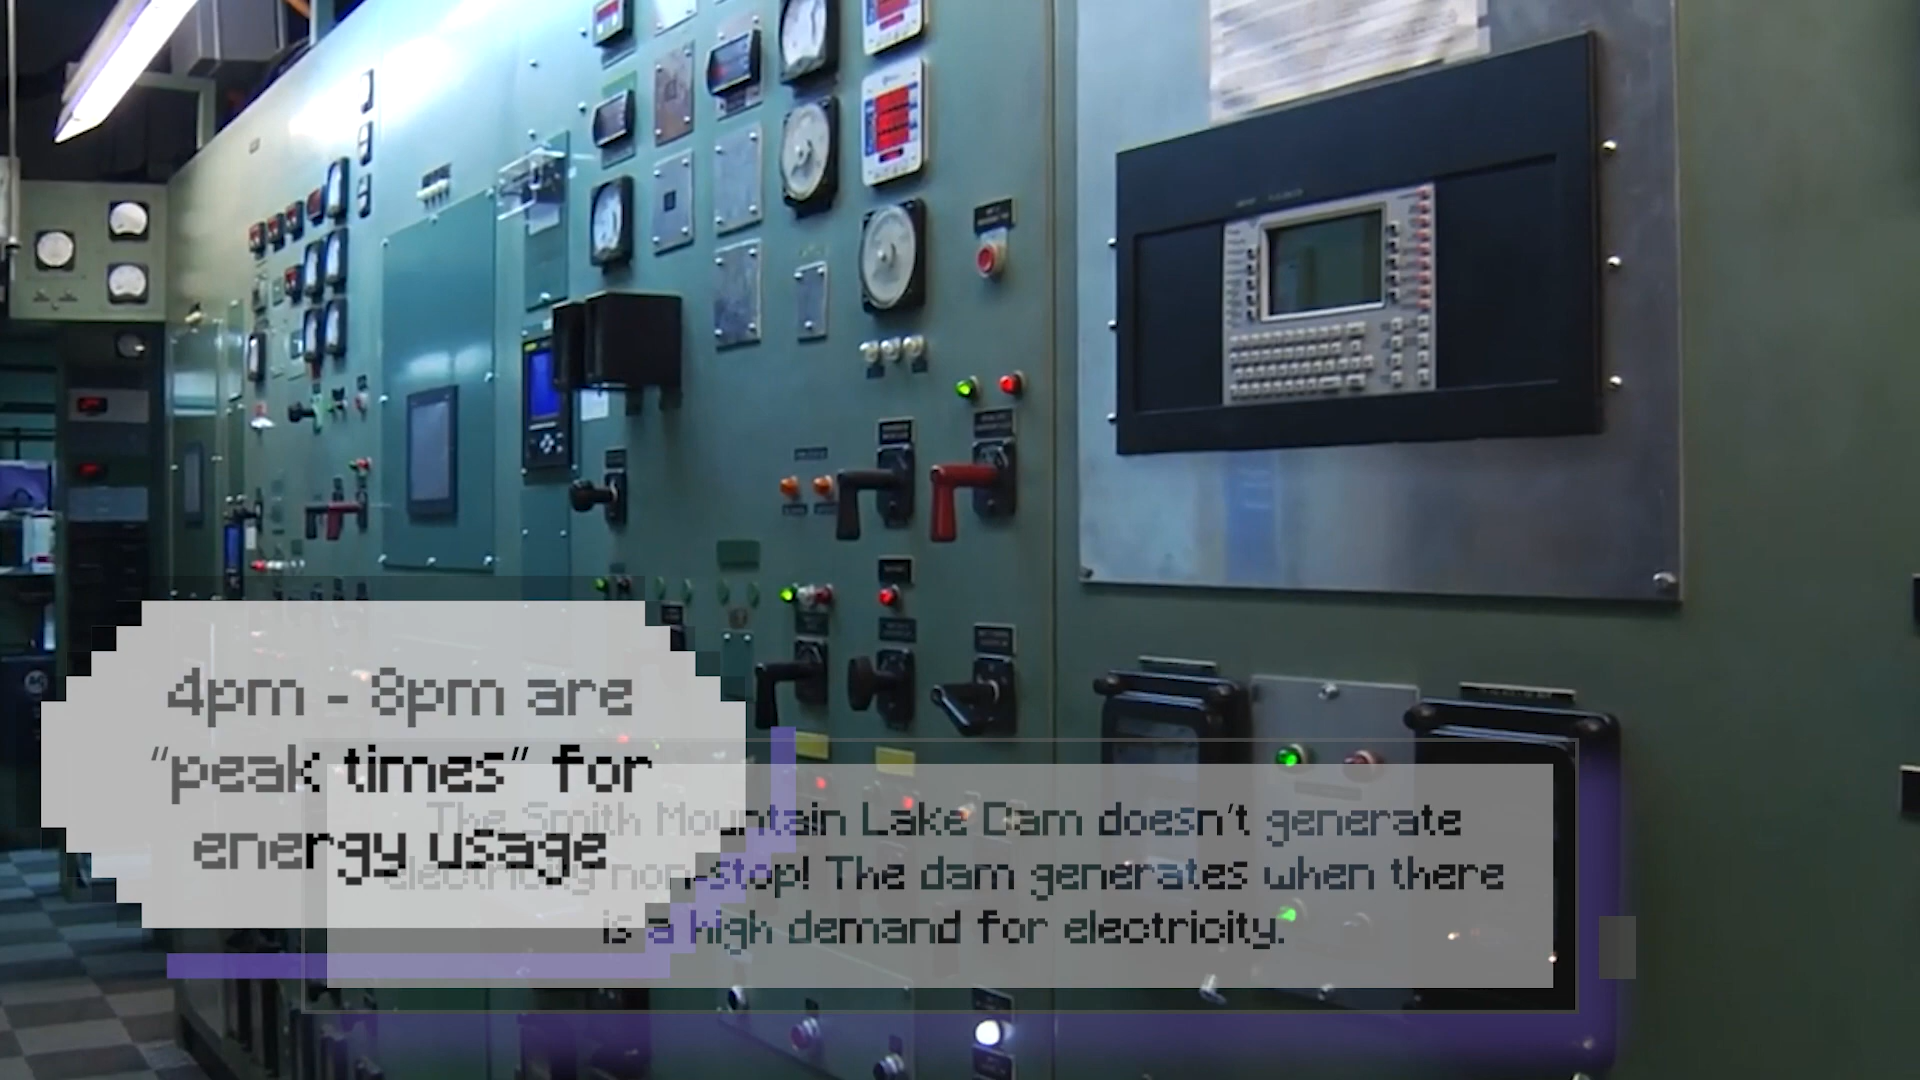 4pm - 8pm are
“peak times” for
energy usage
The Smith Mountain Lake Dam doesn't generate
electricity non-stop! The dam generates when there
is a high demand for electricity.